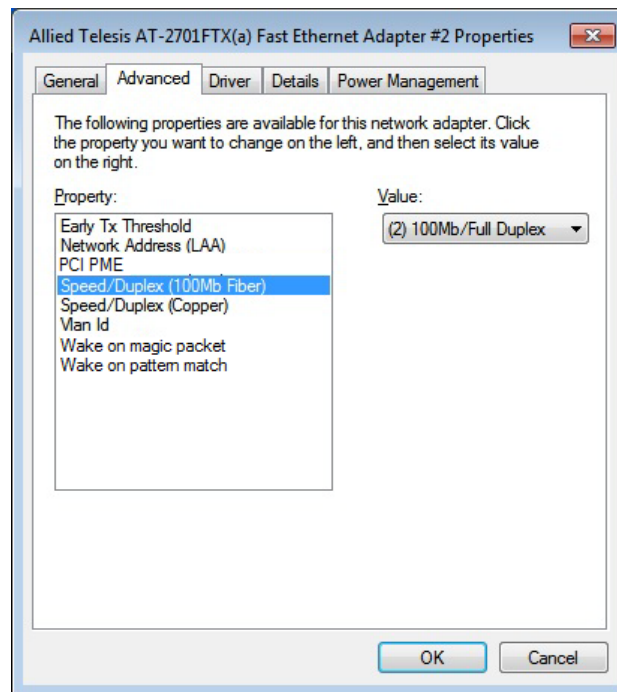 Allied Telesis AT-2701FTX(a) Fast Ethernet Adapter #2 Properties
General Advanced Driver Details Power Management
The following properties are available for this network adapter. Click
the property you want to change on the left, and then select its value
on the right.
Property:
Value:
Early Tx Threshold
(2) 100Mb/Full Duplex
Network Address (LAA)
PCI PME
Speed/Duplex (100Mb Fiber)
Speed/Duplex (Copper)
Vlan Id
Wake on magic packet
Wake on pattern match
OK
Cancel